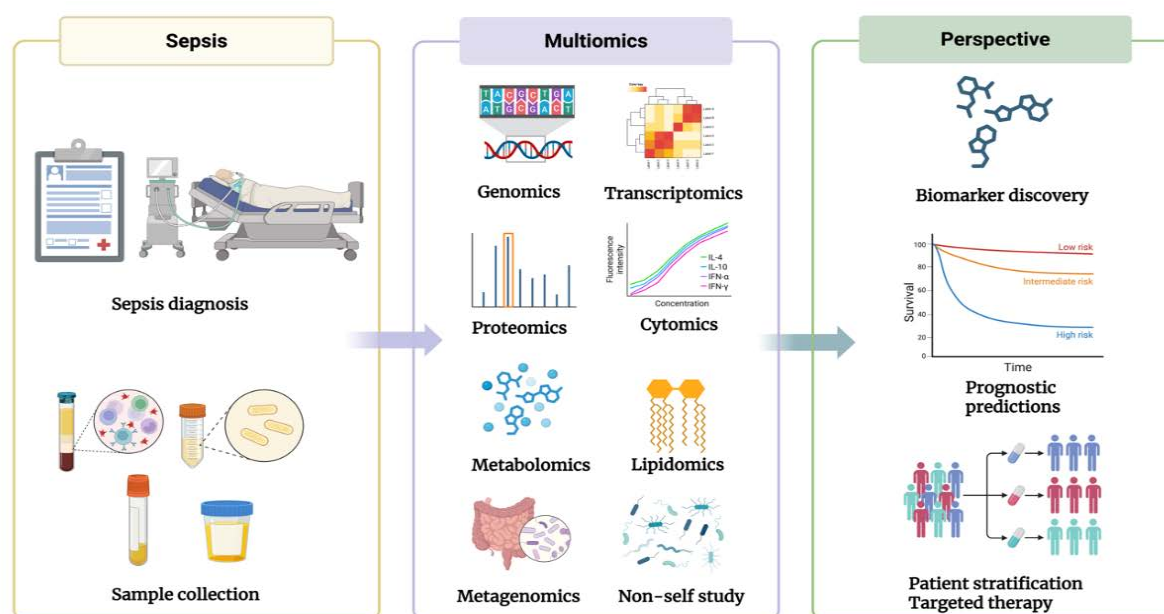 Sepsis
Sepsis diagnosis
Sample collection
Multiomics
T A C G C T G A
A T G C G A C T
Genomics
Transcriptomics
Proteomics
Fluorescence
intensity
IL-4
IL-10
IFN-α
IFN-γ
Concentration
Cytomics
Metabolomics
Lipidomics
Metagenomics
Non-self study
Perspective
Biomarker discovery
Survival
100
80
60
40
20
0
Low risk
Intermediate risk
High risk
Time
Prognostic
predictions
Patient stratification
Targeted therapy